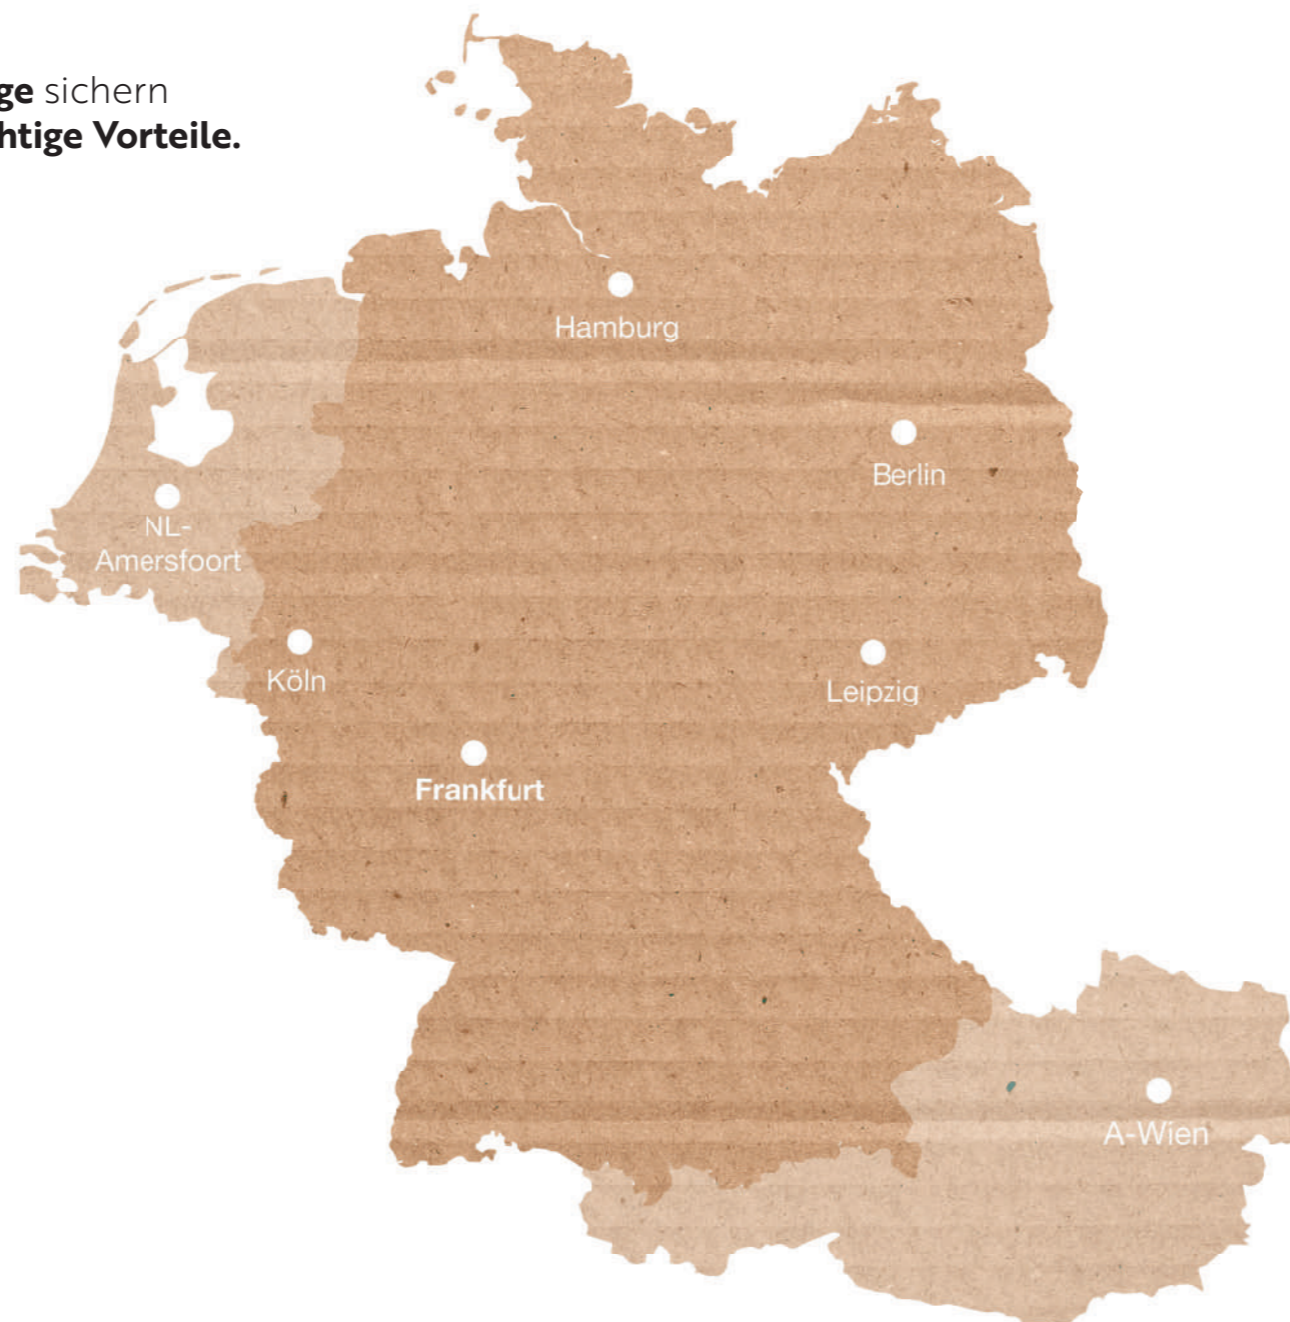 ge sichern
htige Vorteile.
Hamburg
Berlin
NL-
Amersfoort
Köln
Leipzig
Frankfurt
A-Wien